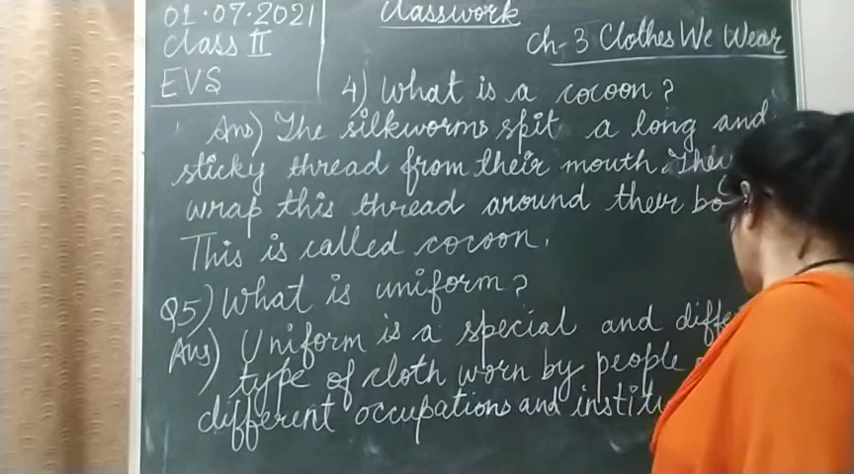 01.07.2021
Classwork
Class II
Ch-3 Clothes We Wear
EVS
4) What is a cocoon?
Ans) The silkworms spit a long and
sticky thread from their mouth. They
wrap this thread around their
This is called cocoon.
Q5) What is uniform?
Ans) Uniform is a special and
type of cloth worn by people
different occupations and